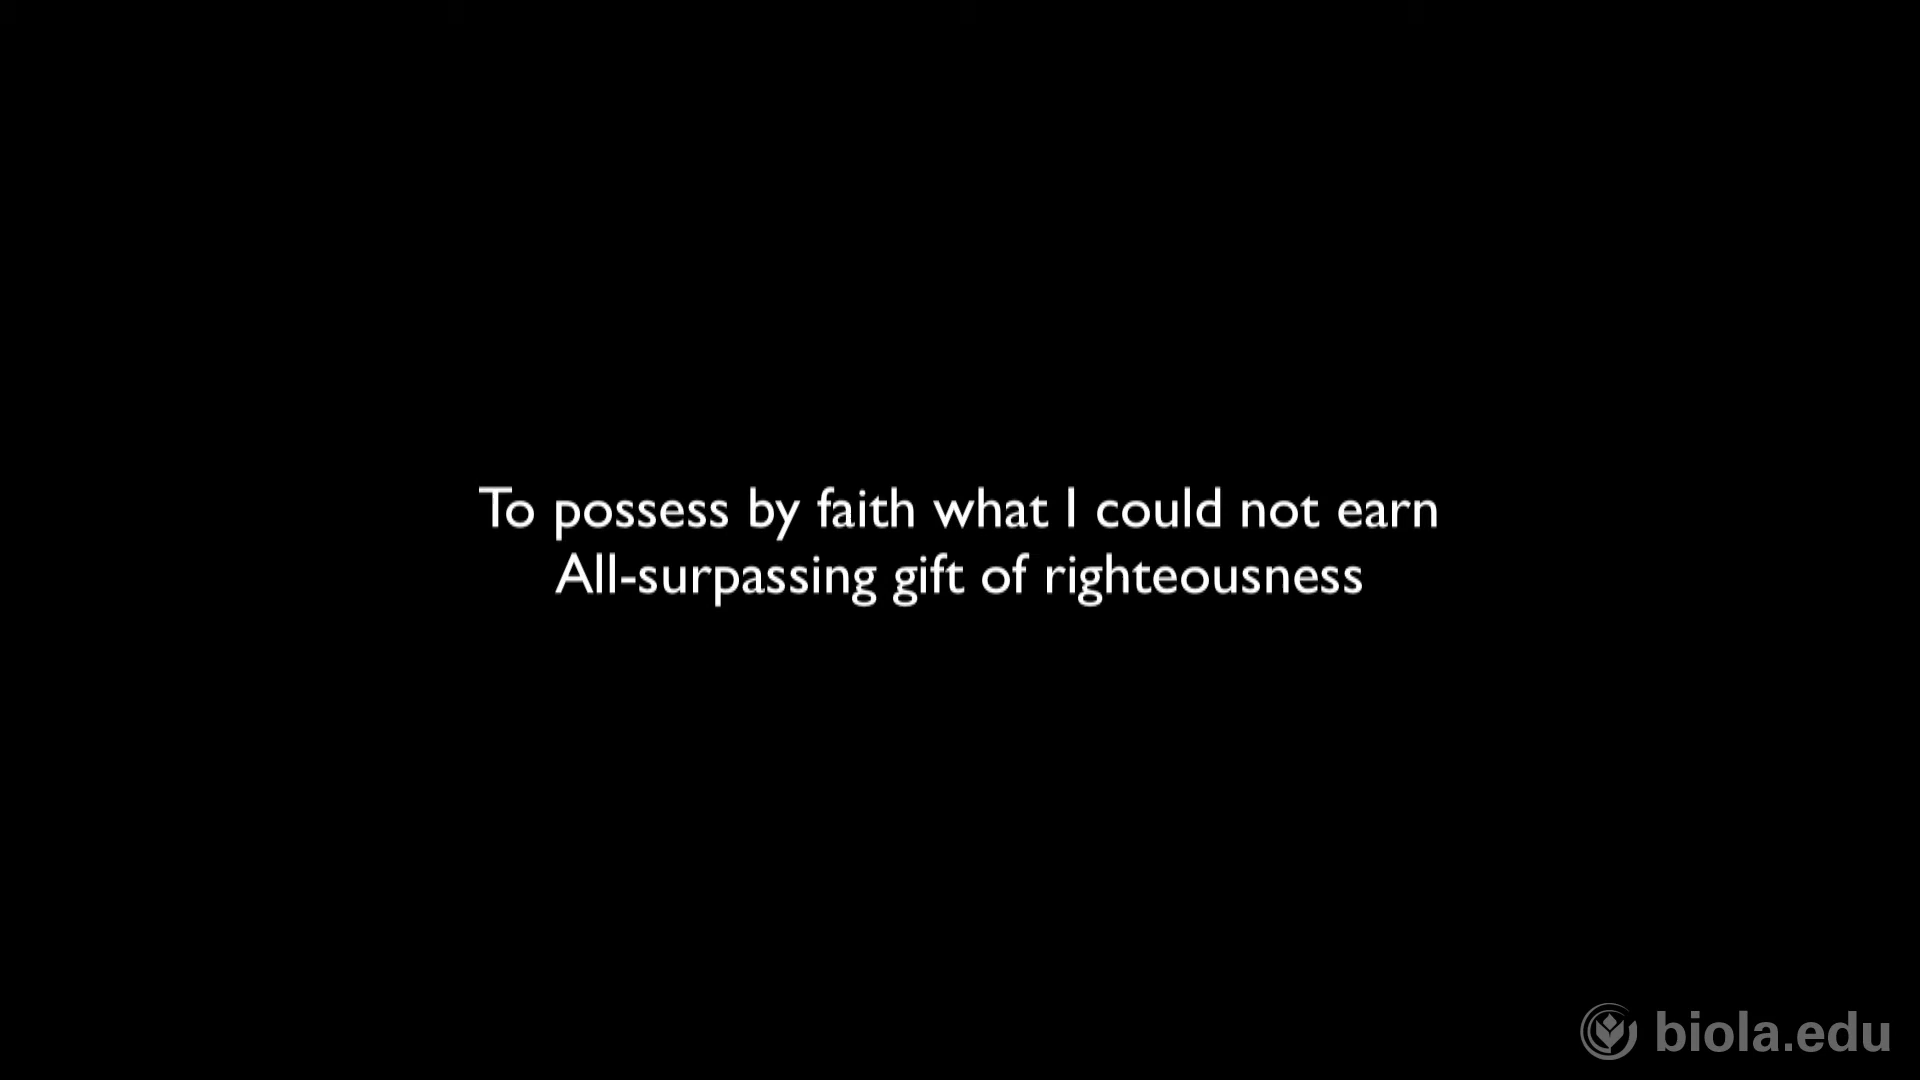 To possess by faith what I could not earn
All-surpassing gift of righteousness
biola.edu